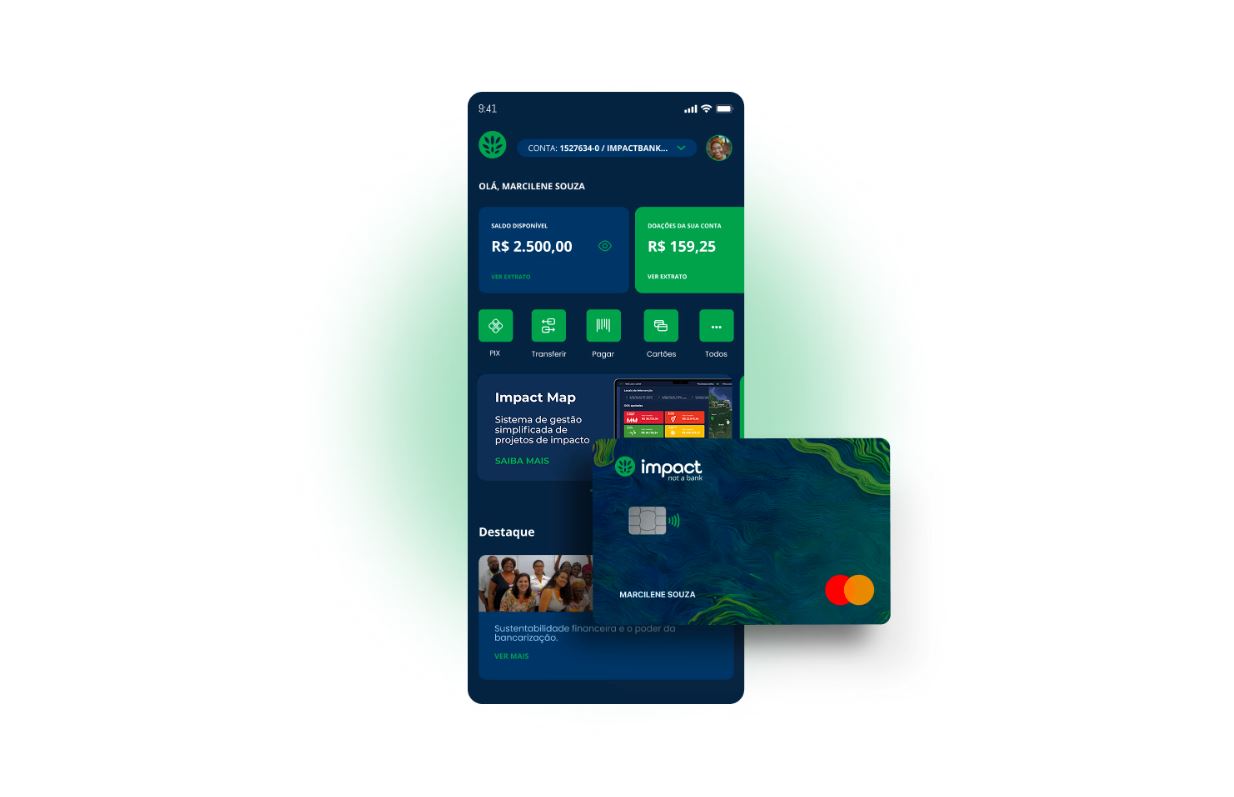 9:41
CONTA: 1527634-0 / IMPACTBANK...
OLÁ, MARCILENE SOUZA
SALDO DISPONÍVEL
R$ 2.500,00
VER EXTRATO
DOAÇÕES DA SUA CONTA
R$ 159,25
VER EXTRATO
PIX
Transferir
Pagar
Cartões
Todos
Impact Map
Sistema de gestão
simplificada de
projetos de impacto
SAIBA MAIS
impact
not a bank
MARCILENE SOUZA
Destaque
Sustentabilidade financeira e o poder da
bancarização.
VER MAIS